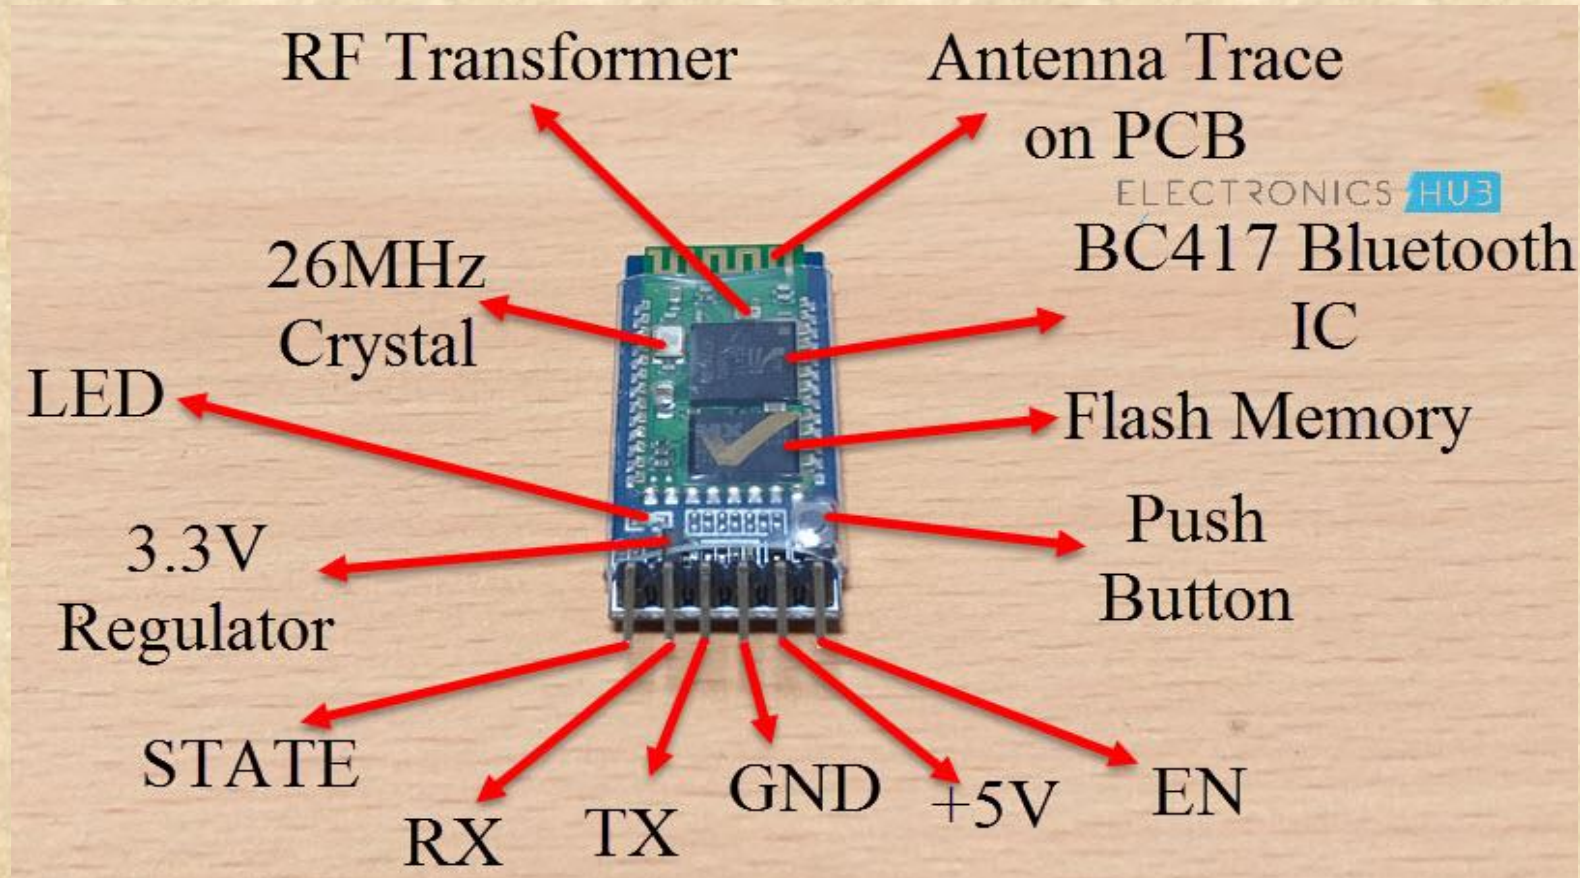 RF Transformer
Antenna Trace
on PCB
ELECTRONICS HUB
26MHz
Crystal
BC417 Bluetooth
IC
LED
Flash Memory
3.3V
Regulator
Push
Button
STATE
RX
TX
GND
+5V
EN